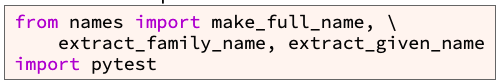 from names import make_full_name, \
    extract_family_name, extract_given_name
import pytest